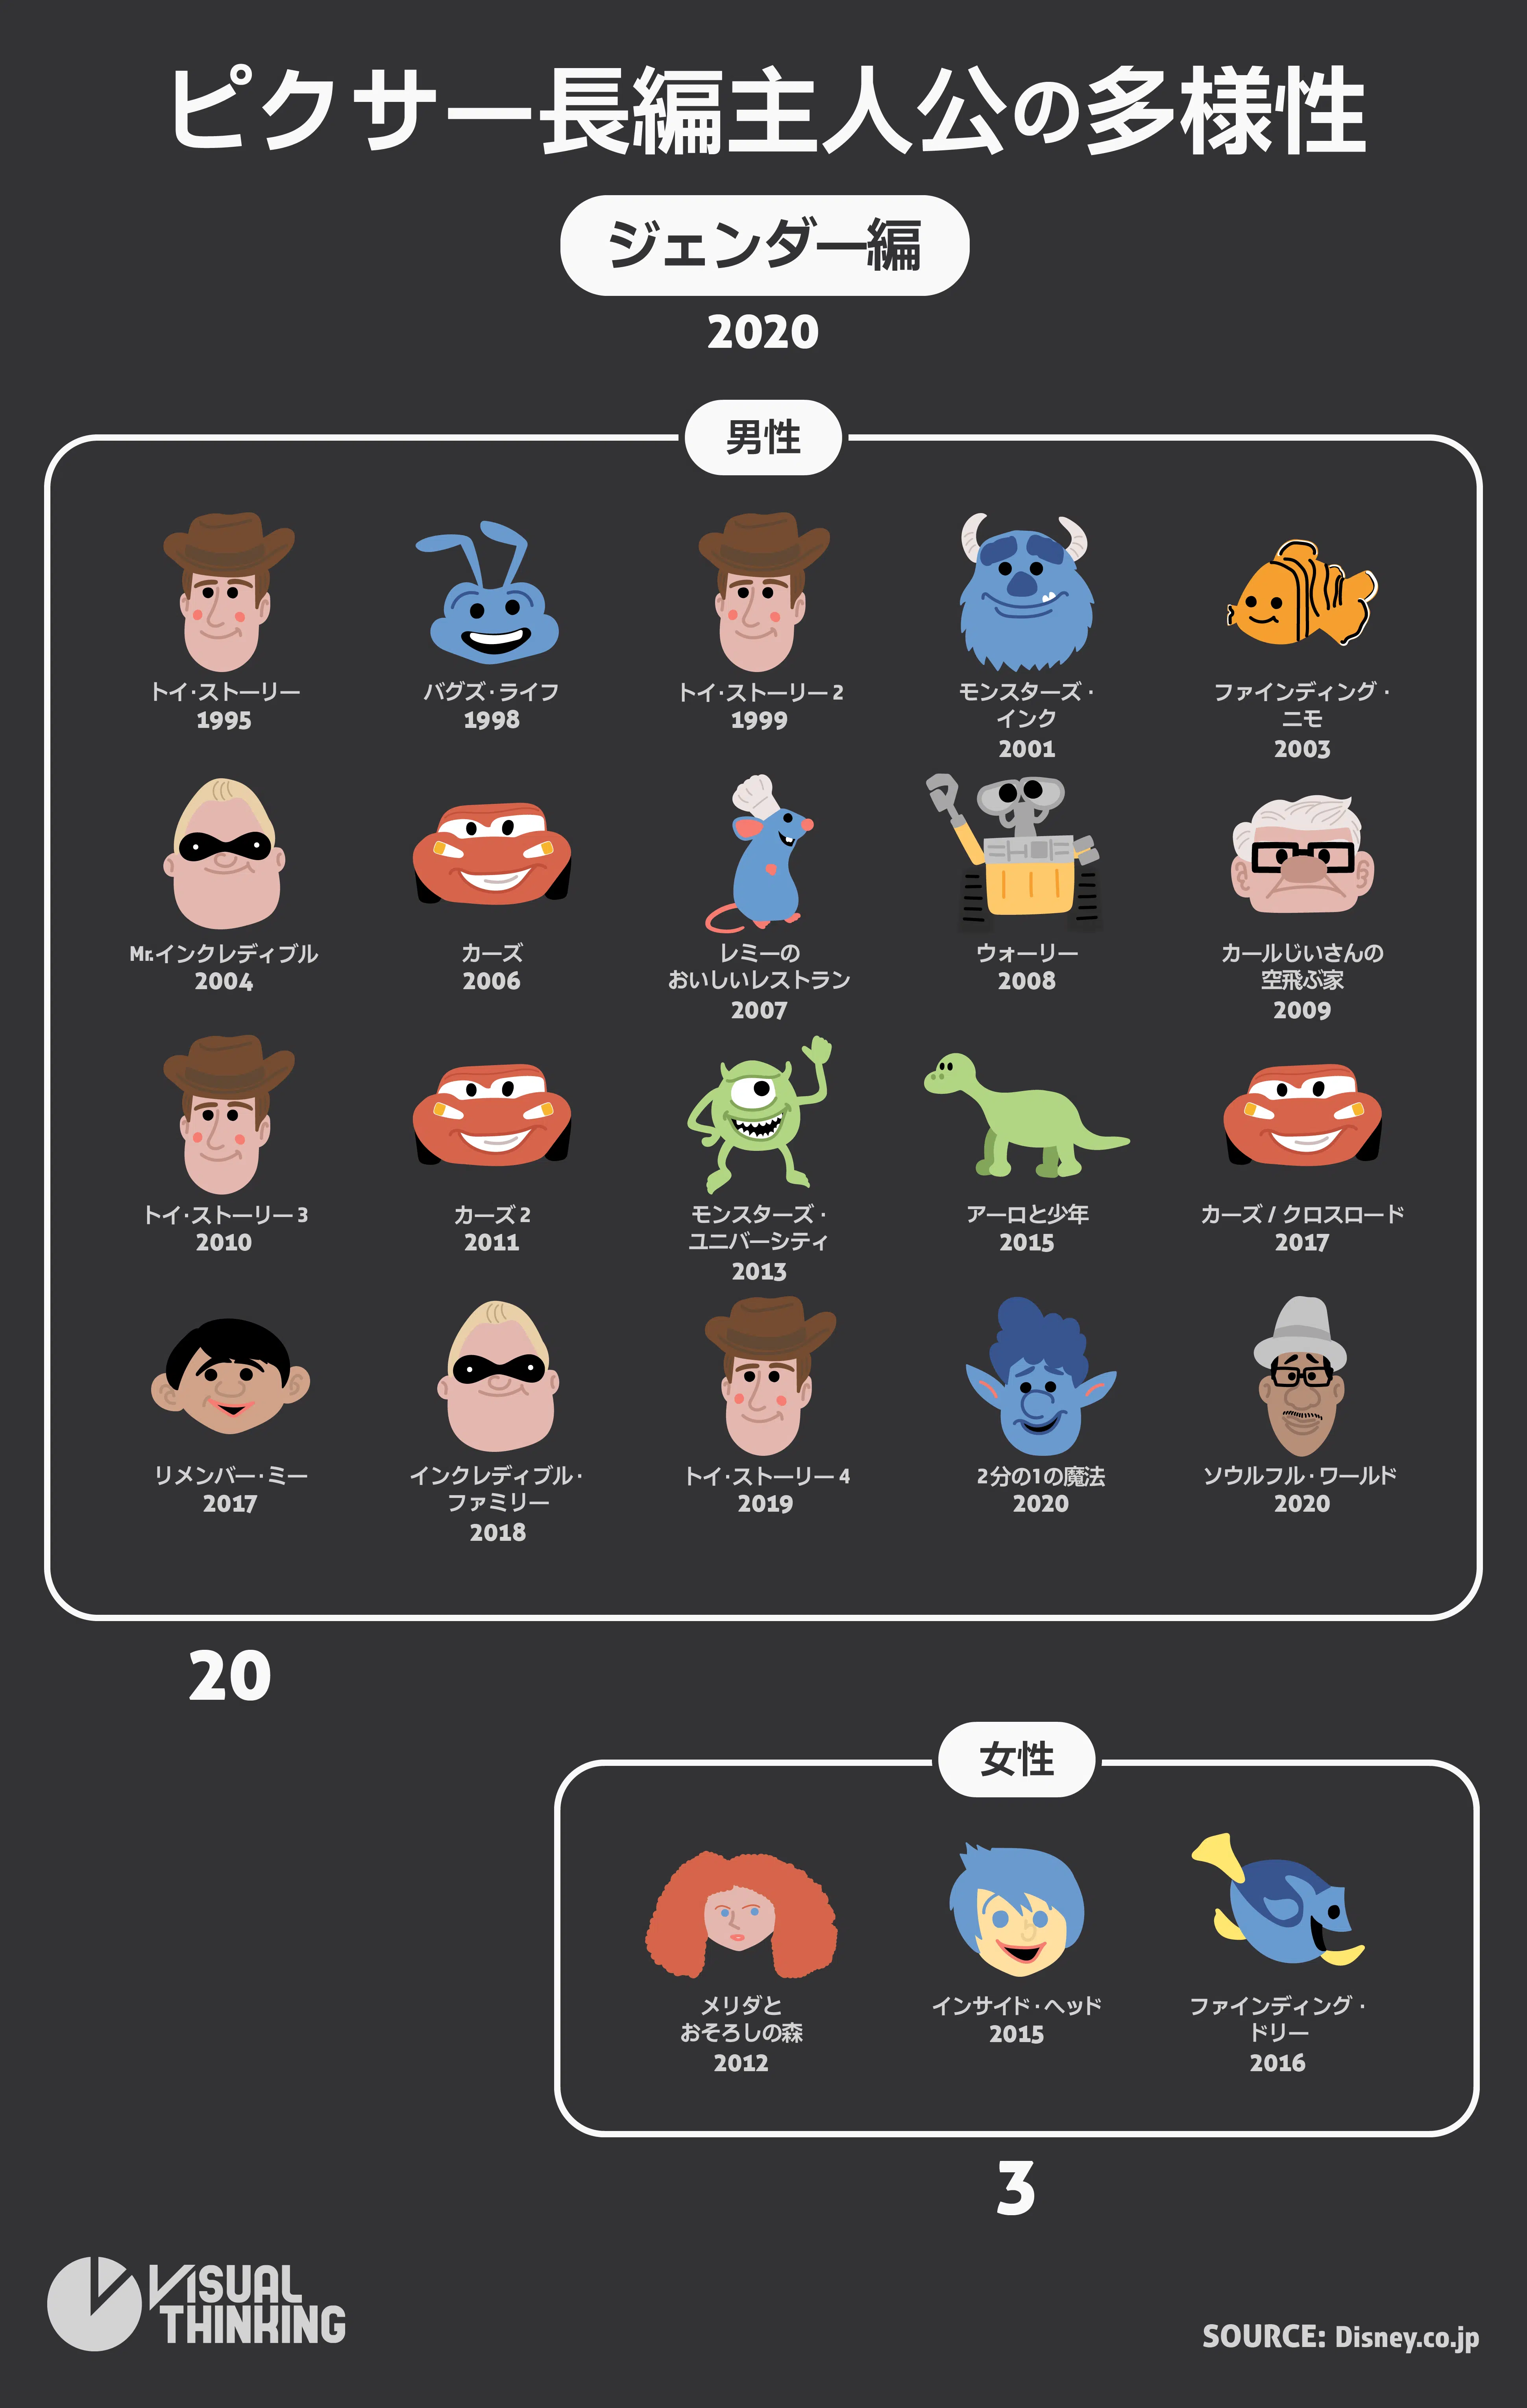 ピクサー長編主人公の多様性
ジェンダー編
2020
男性
トイ・ストーリー
1995
バグズ・ライフ
1998
トイ・ストーリー 2
1999
モンスターズ・
インク
2001
ファインディング・
ニモ
2003
Mr.インクレディブル
2004
カーズ
2006
レミーの
おいしいレストラン
2007
ウォーリー
2008
カールじいさんの
空飛ぶ家
2009
トイ・ストーリー 3
2010
カーズ 2
2011
モンスターズ・
ユニバーシティ
2013
アーロと少年
2015
カーズ / クロスロード
2017
リメンバー・ミー
2017
インクレディブル・
ファミリー
2018
トイ・ストーリー 4
2019
2分の1の魔法
2020
ソウルフル・ワールド
2020
20
女性
メリダと
おそろしの森
2012
インサイド・ヘッド
2015
ファインディング・
ドリー
2016
3
VISUAL
THINKING
SOURCE: Disney.co.jp